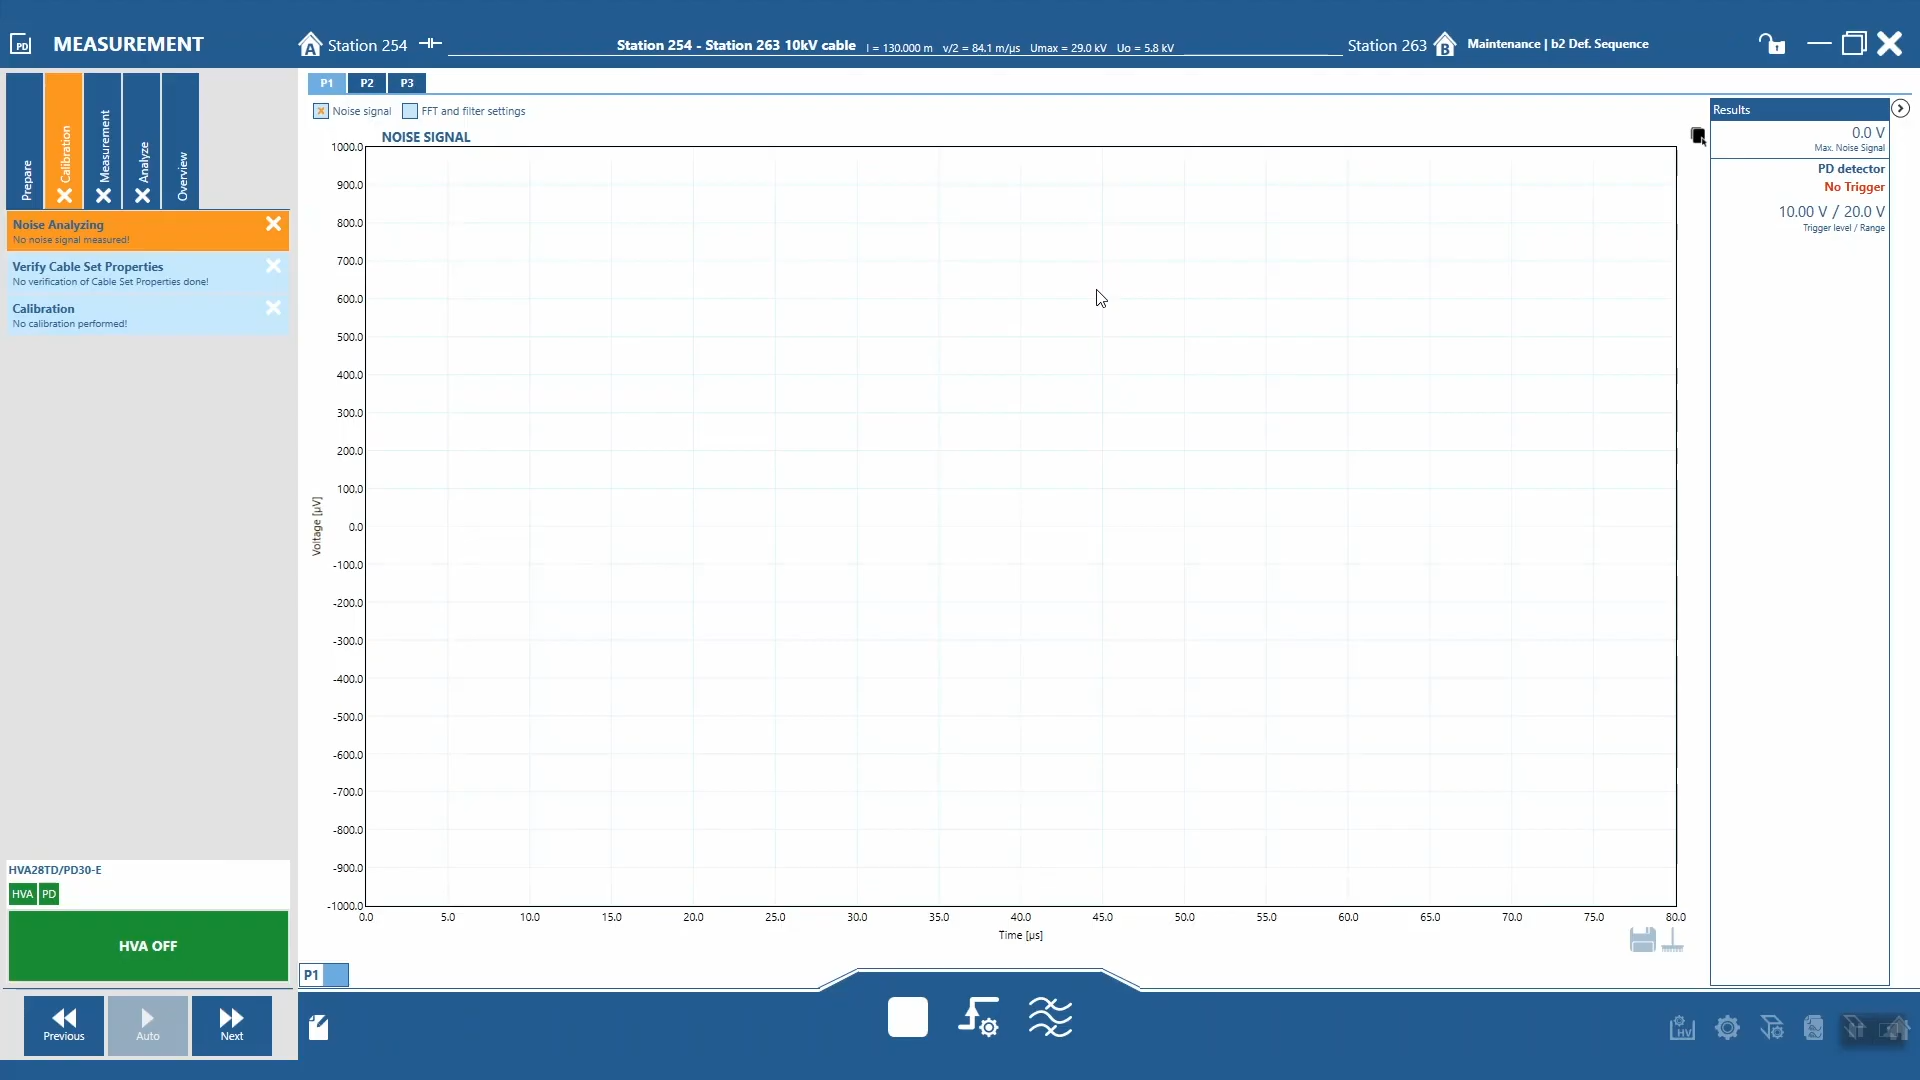 PD MEASUREMENT
A Station 254
Station 254 - Station 263 10kV cable l = 130.000 m v/2 = 84.1 m/µs Umax = 29.0 kV Uo = 5.8 kV
Station 263 B Maintenance | b2 Def. Sequence
Prepare
Calibration
Measurement
Analyze
Overview
Noise Analyzing
No noise signal measured!
Verify Cable Set Properties
No verification of Cable Set Properties done!
Calibration
No calibration performed!
HVA28TD/PD30-E
HVA PD
HVA OFF
Previous
Auto
Next
P1 P2 P3
Noise signal FFT and filter settings
NOISE SIGNAL
1000.0
900.0
800.0
700.0
600.0
500.0
400.0
300.0
200.0
100.0
0.0
-100.0
-200.0
-300.0
-400.0
-500.0
-600.0
-700.0
-800.0
-900.0
-1000.0
Voltage [µV]
0.0 5.0 10.0 15.0 20.0 25.0 30.0 35.0 40.0 45.0 50.0 55.0 60.0 65.0 70.0 75.0 80.0
Time [µs]
P1
Results
0.0 V
Max. Noise Signal
PD detector
No Trigger
10.00 V / 20.0 V
Trigger level / Range
HV